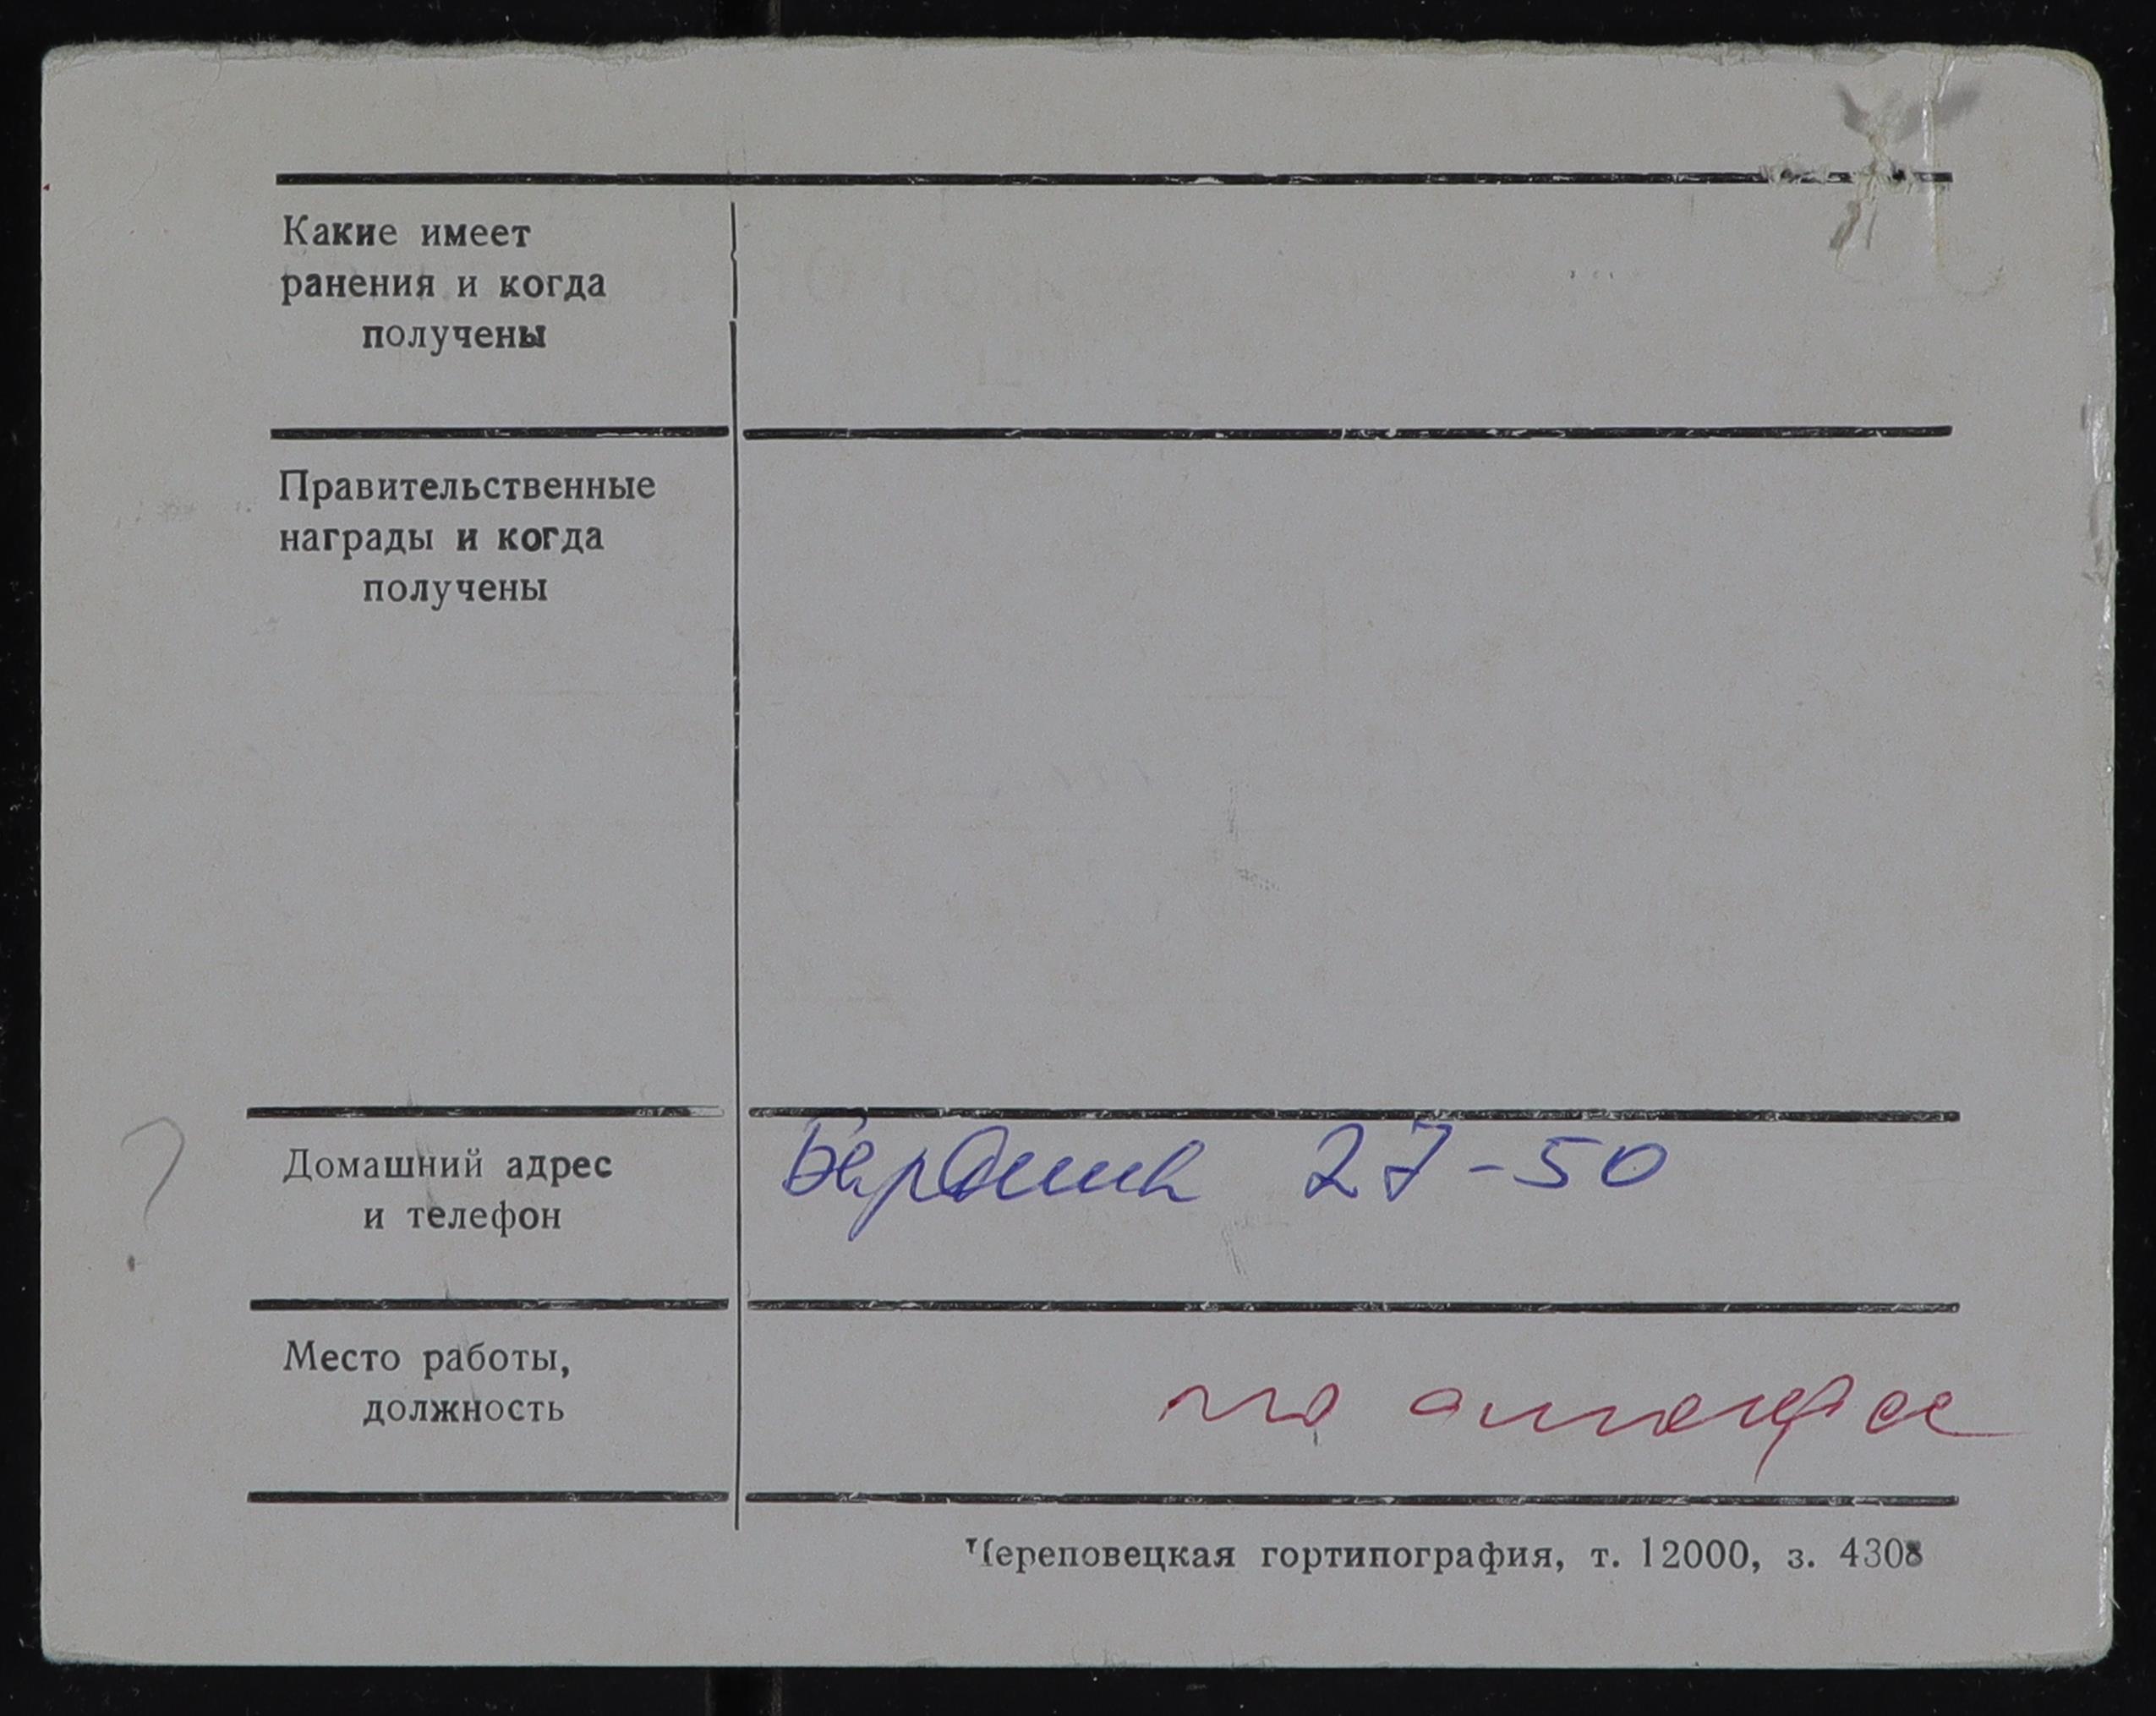 Какие имеет
ранения и когда
получены
Правительственные
награды и когда
получены
?
Домашний адрес
и телефон
27-50
Место работы,
должность
по
Череповецкая гортипография, т. 12000, з. 4308